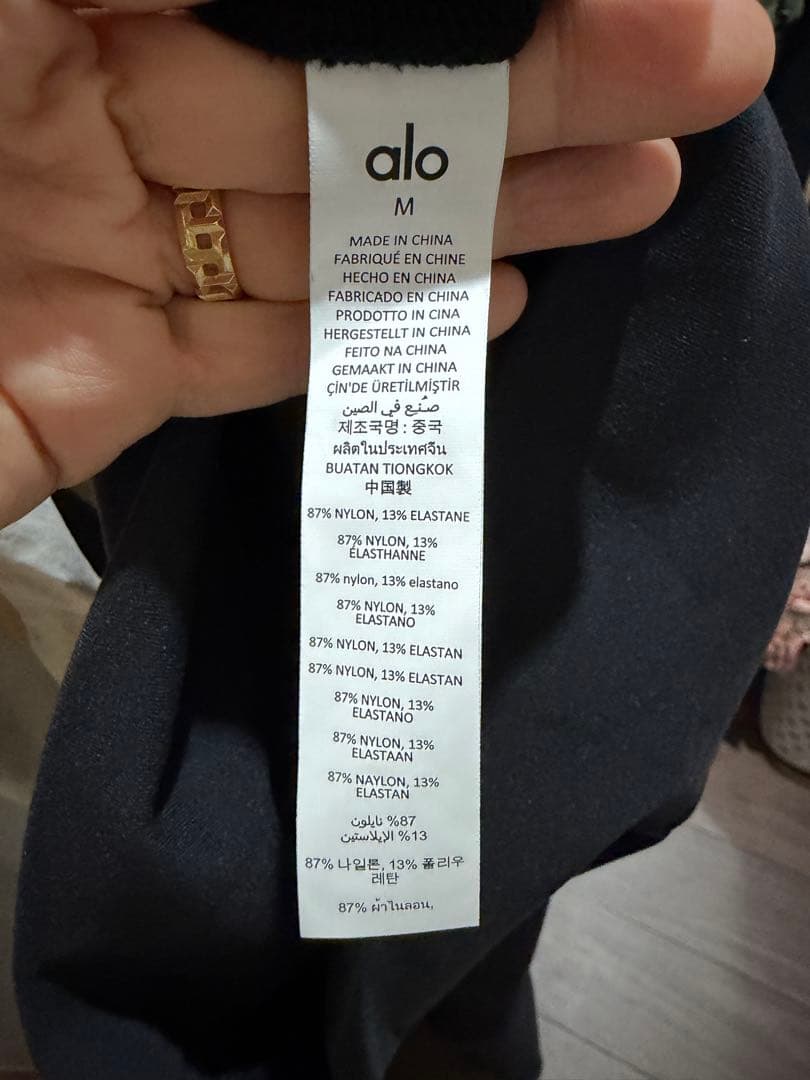 alo
M
MADE IN CHINA
FABRIQUÉ EN CHINE
HECHO EN CHINA
FABRICADO EN CHINA
PRODOTTO IN CINA
HERGESTELLT IN CHINA
FEITO NA CHINA
GEMAAKT IN CHINA
ÇİN'DE ÜRETİLMİŞTİR
صُنِع في الصين
제조국명 : 중국
ผลิตในประเทศจีน
BUATAN TIONGKOK
中国製
87% NYLON, 13% ELASTANE
87% NYLON, 13%
ÉLASTHANNE
87% nylon, 13% elastano
87% NYLON, 13%
ELASTANO
87% NYLON, 13% ELASTAN
87% NYLON, 13% ELASTAN
87% NYLON, 13%
ELASTANO
87% NYLON, 13%
ELASTAAN
87% NAYLON, 13%
ELASTAN
87% نايلون
13% الإيلاستين
87% 나일론, 13% 폴리우
레탄
87% ผ้าไนลอน,